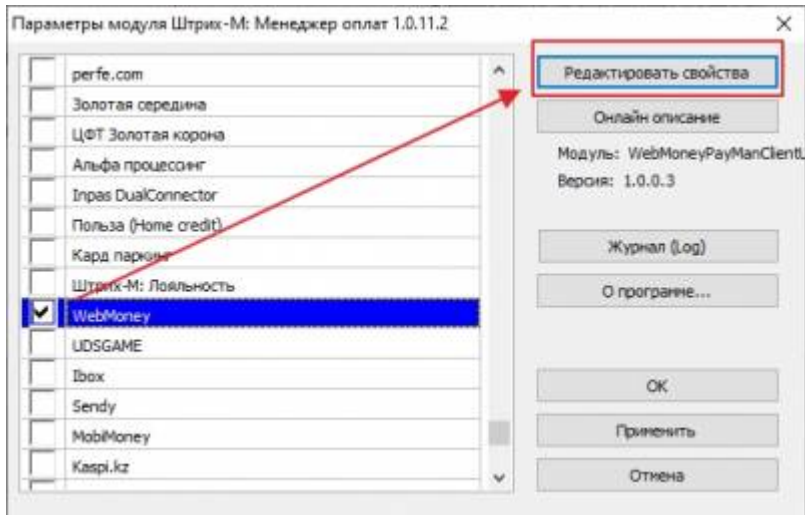 Параметры модуля Штрих-М: Менеджер оплат 1.0.11.2
perfe.com
Золотая середина
ЦФТ Золотая корона
Альфа процессинг
Inpas DualConnector
Польза (Home credit)
Кард паркинг
Штрих-М: Лояльность
WebMoney
UDSGAME
Ibox
Sendy
MobiMoney
Kaspi.kz
Редактировать свойства
Онлайн описание
Модуль: WebMoneyPayManClientL
Версия: 1.0.0.3
Журнал (Log)
О программе...
OK
Применить
Отмена